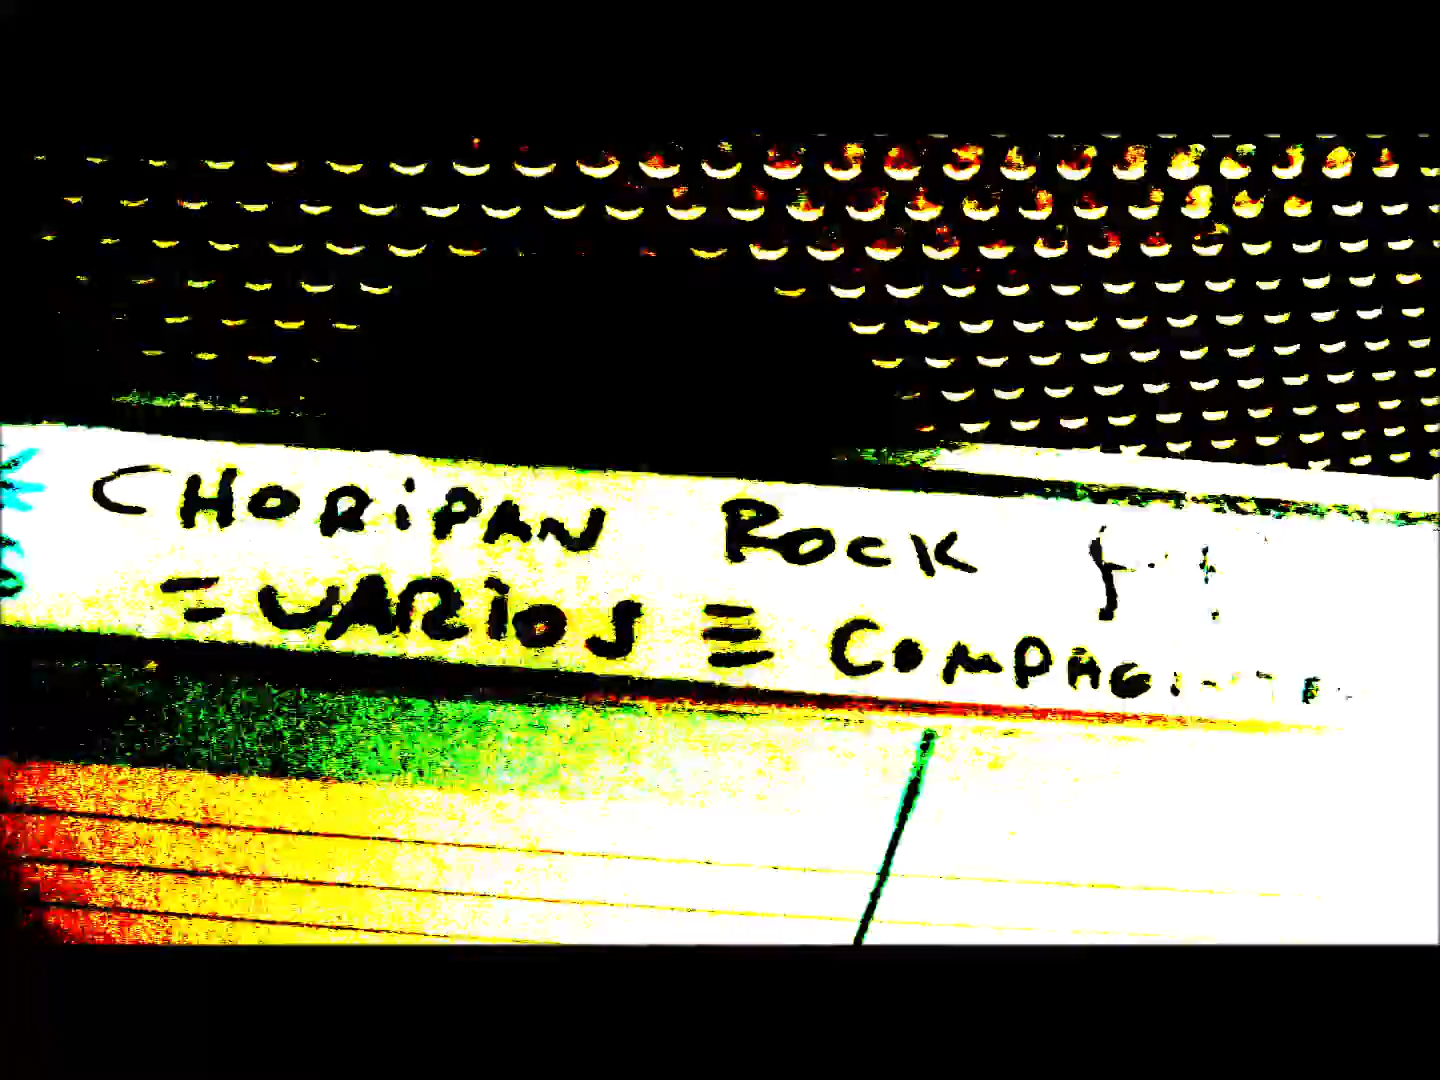 CHORiPAN ROCK {
= VARioS ≡ COMPAG